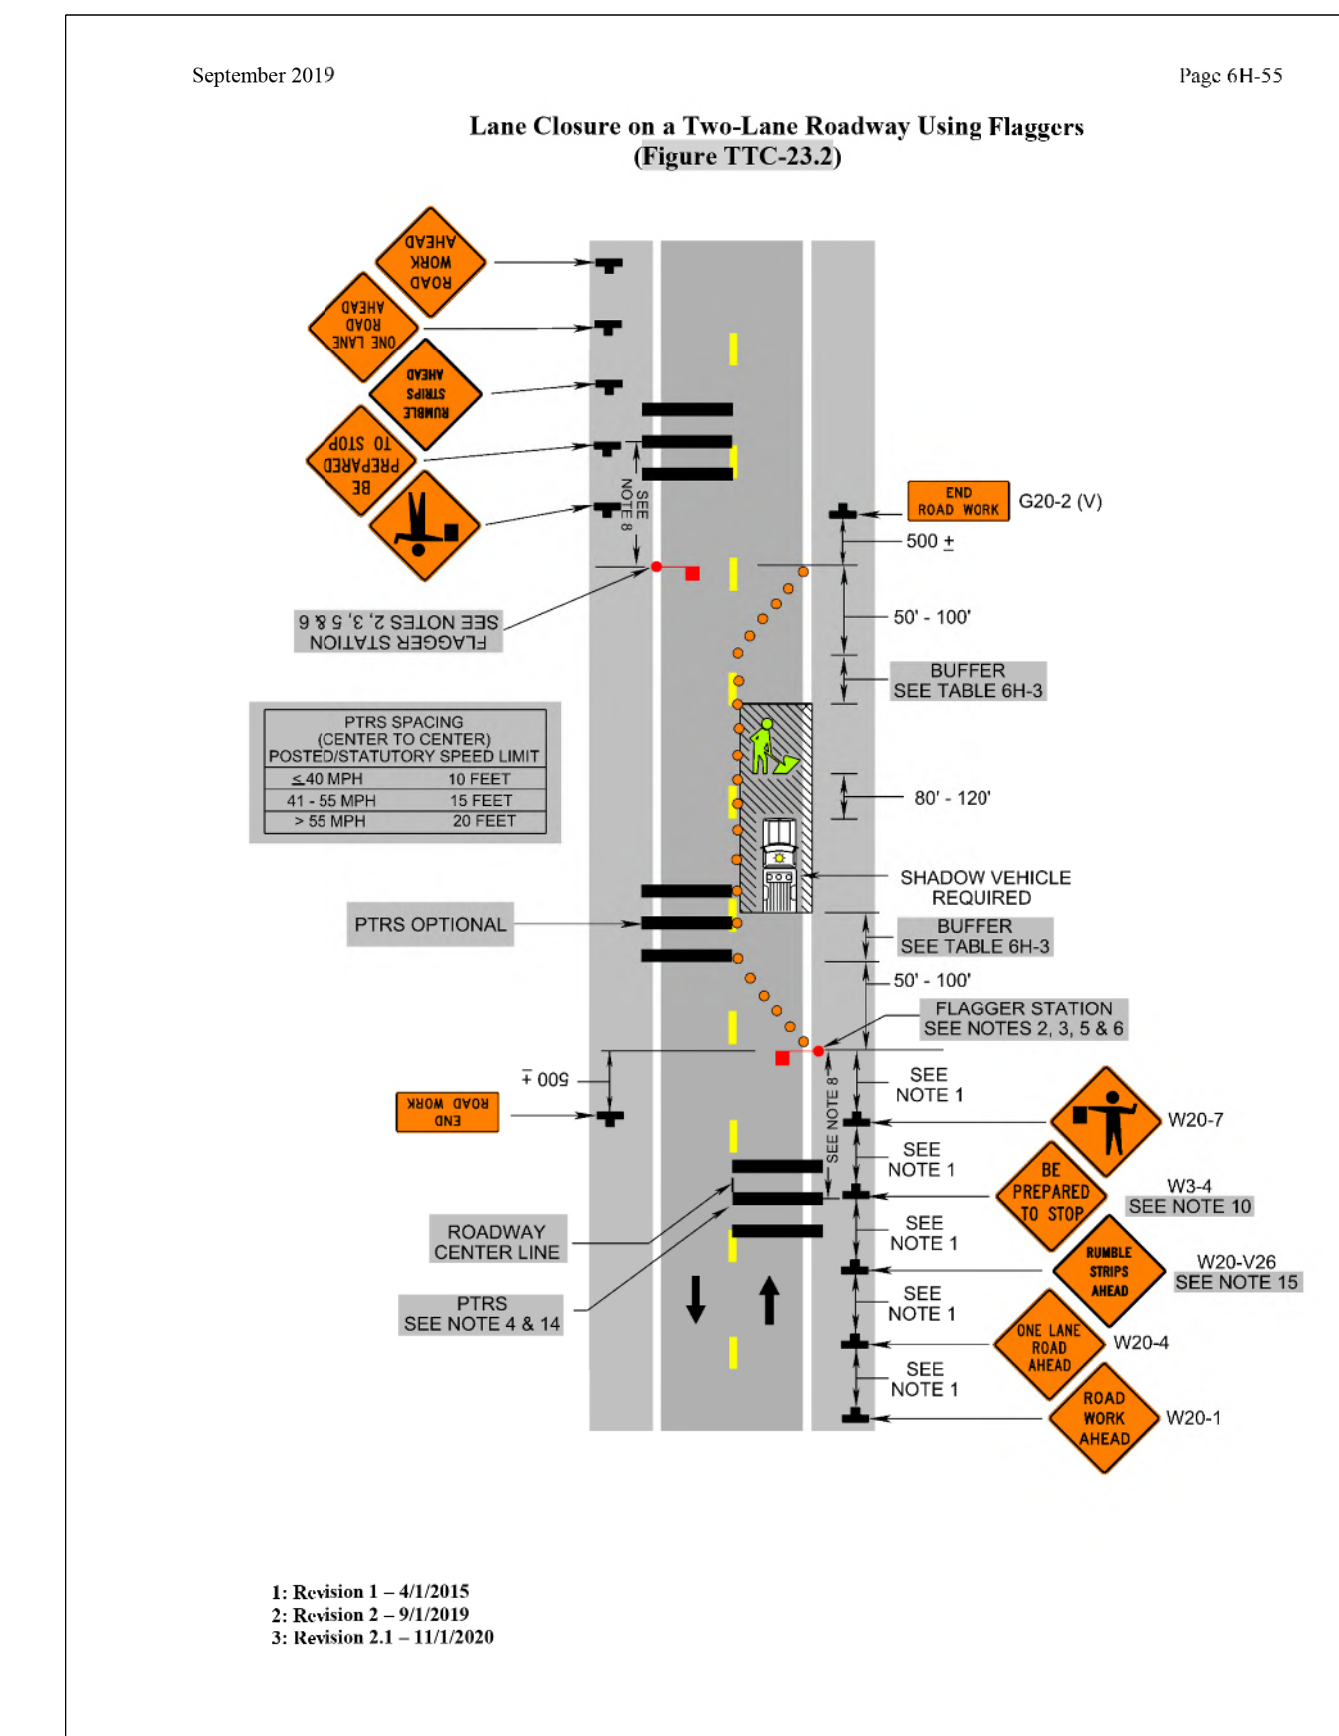 September 2019
Page 6H-55
Lane Closure on a Two-Lane Roadway Using Flaggers
(Figure TTC-23.2)
ROAD
WORK
AHEAD
ONE LANE
ROAD
AHEAD
RUMBLE
STRIPS
AHEAD
BE
PREPARED
TO STOP
SEE
NOTE 8
END
ROAD WORK
G20-2 (V)
500 ±
FLAGGER STATION
SEE NOTES 2, 3, 5 & 6
50' - 100'
BUFFER
SEE TABLE 6H-3
PTRS SPACING
(CENTER TO CENTER)
POSTED/STATUTORY SPEED LIMIT
≤ 40 MPH 10 FEET
41 - 55 MPH 15 FEET
> 55 MPH 20 FEET
80' - 120'
SHADOW VEHICLE
REQUIRED
PTRS OPTIONAL
BUFFER
SEE TABLE 6H-3
50' - 100'
FLAGGER STATION
SEE NOTES 2, 3, 5 & 6
500 ±
END
ROAD WORK
SEE NOTE 8
SEE
NOTE 1
W20-7
SEE
NOTE 1
BE
PREPARED
TO STOP
W3-4
SEE NOTE 10
ROADWAY
CENTER LINE
SEE
NOTE 1
RUMBLE
STRIPS
AHEAD
W20-V26
SEE NOTE 15
PTRS
SEE NOTE 4 & 14
SEE
NOTE 1
ONE LANE
ROAD
AHEAD
W20-4
SEE
NOTE 1
ROAD
WORK
AHEAD
W20-1
1: Revision 1 – 4/1/2015
2: Revision 2 – 9/1/2019
3: Revision 2.1 – 11/1/2020